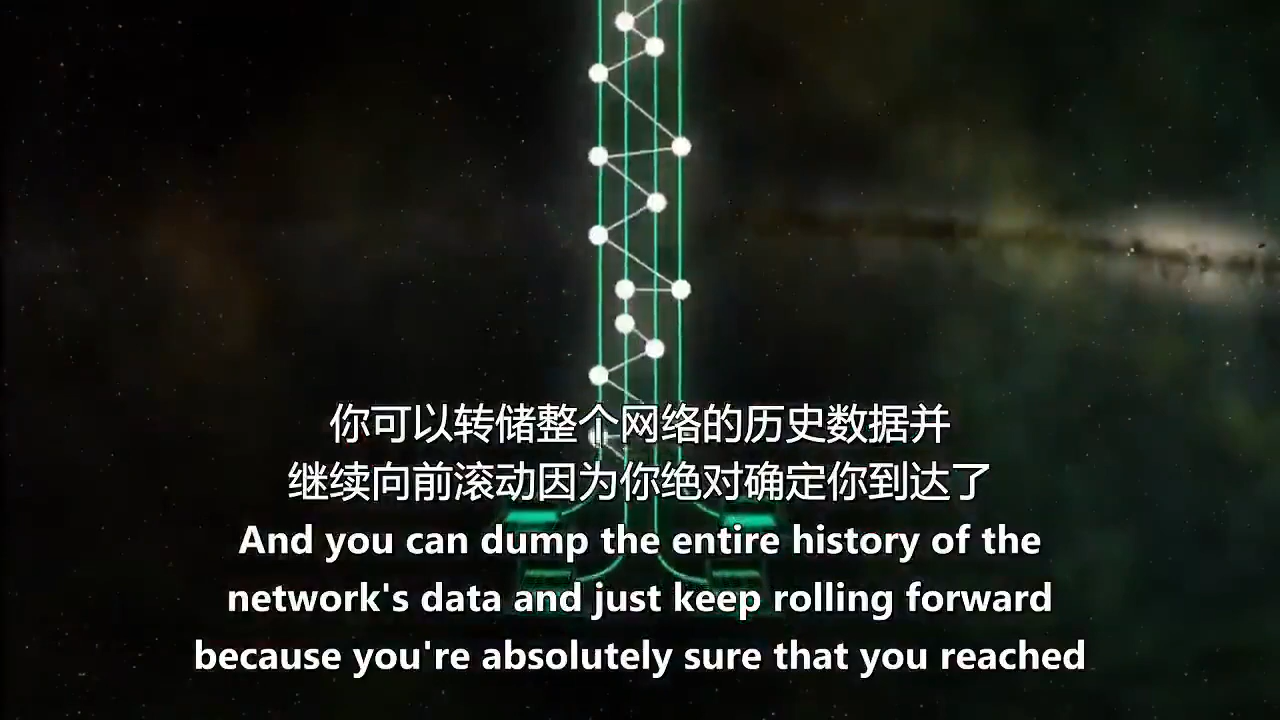 你可以转储整个网络的历史数据并
继续向前滚动因为你绝对确定你到达了
And you can dump the entire history of the
network's data and just keep rolling forward
because you're absolutely sure that you reached